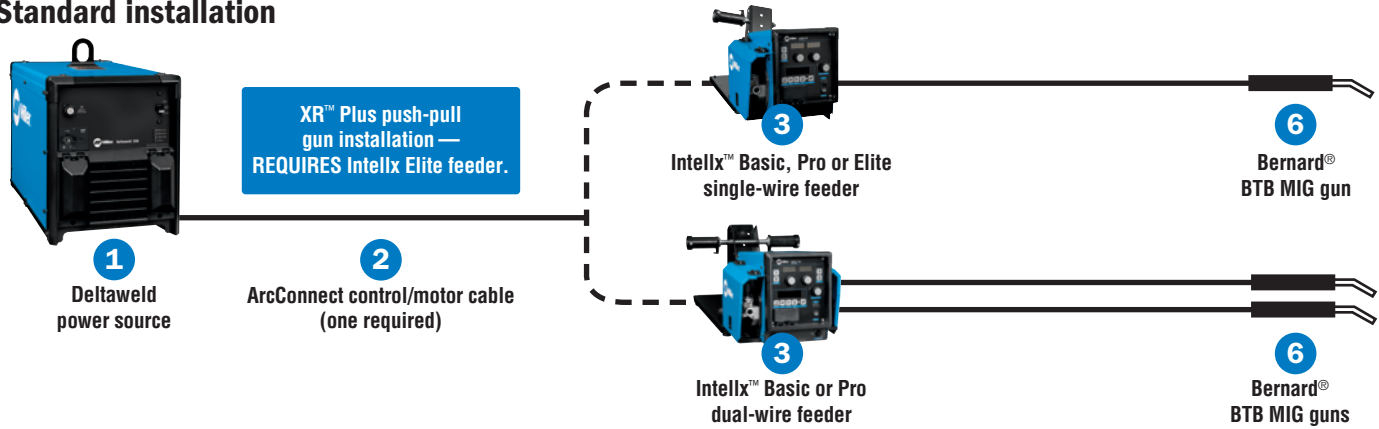 Standard installation
XR™ Plus push-pull
gun installation —
REQUIRES Intellx Elite feeder.
1
Deltaweld
power source
2
ArcConnect control/motor cable
(one required)
3
Intellx™ Basic, Pro or Elite
single-wire feeder
6
Bernard®
BTB MIG gun
3
Intellx™ Basic or Pro
dual-wire feeder
6
Bernard®
BTB MIG guns
Miller